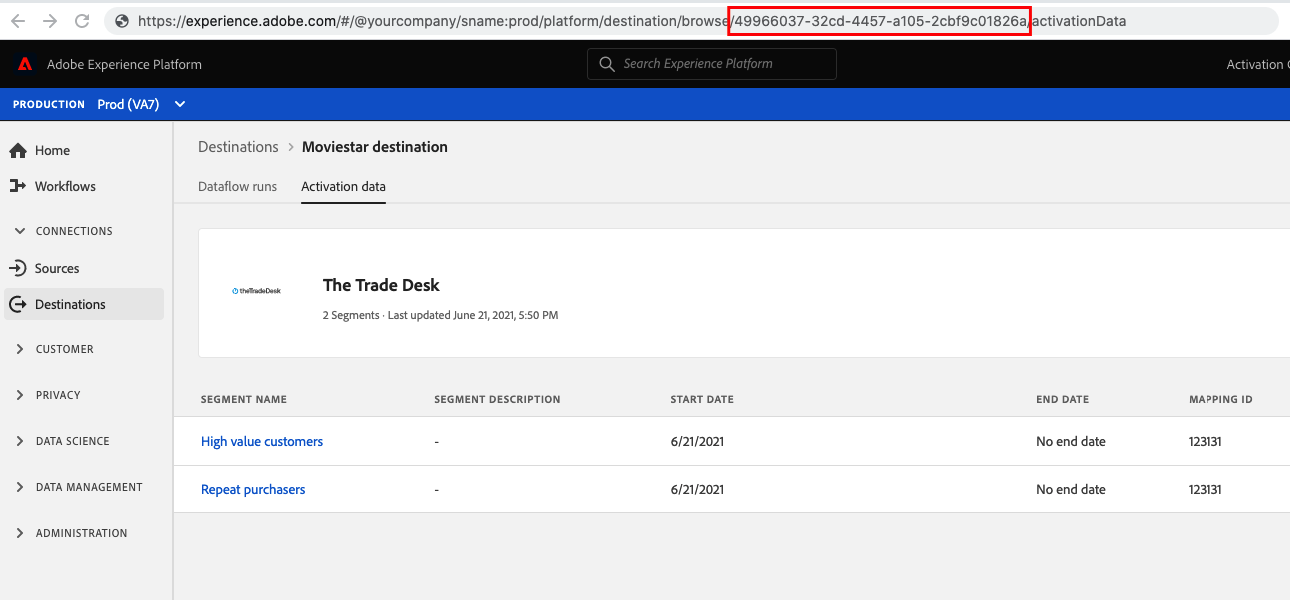 https://experience.adobe.com/#/@yourcompany/sname:prod/platform/destination/browse/49966037-32cd-4457-a105-2cbf9c01826a/activationData
Adobe Experience Platform
Search Experience Platform
Activation
PRODUCTION Prod (VA7)
Home
Workflows
CONNECTIONS
Sources
Destinations
CUSTOMER
PRIVACY
DATA SCIENCE
DATA MANAGEMENT
ADMINISTRATION
Destinations > Moviestar destination
Dataflow runs Activation data
theTradeDesk
The Trade Desk
2 Segments · Last updated June 21, 2021, 5:50 PM
SEGMENT NAME SEGMENT DESCRIPTION START DATE END DATE MAPPING ID
High value customers - 6/21/2021 No end date 123131
Repeat purchasers - 6/21/2021 No end date 123131